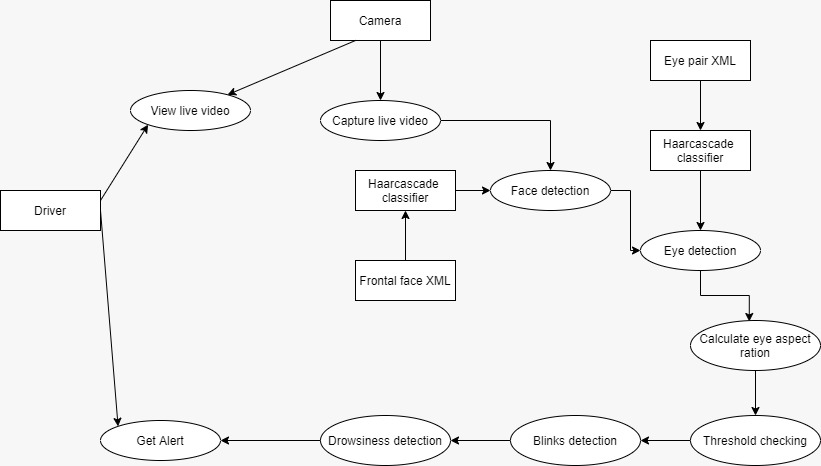 Camera
Eye pair XML
View live video
Capture live video
Haarcascade
classifier
Haarcascade
classifier
Face detection
Driver
Eye detection
Frontal face XML
Calculate eye aspect
ration
Get Alert
Drowsiness detection
Blinks detection
Threshold checking